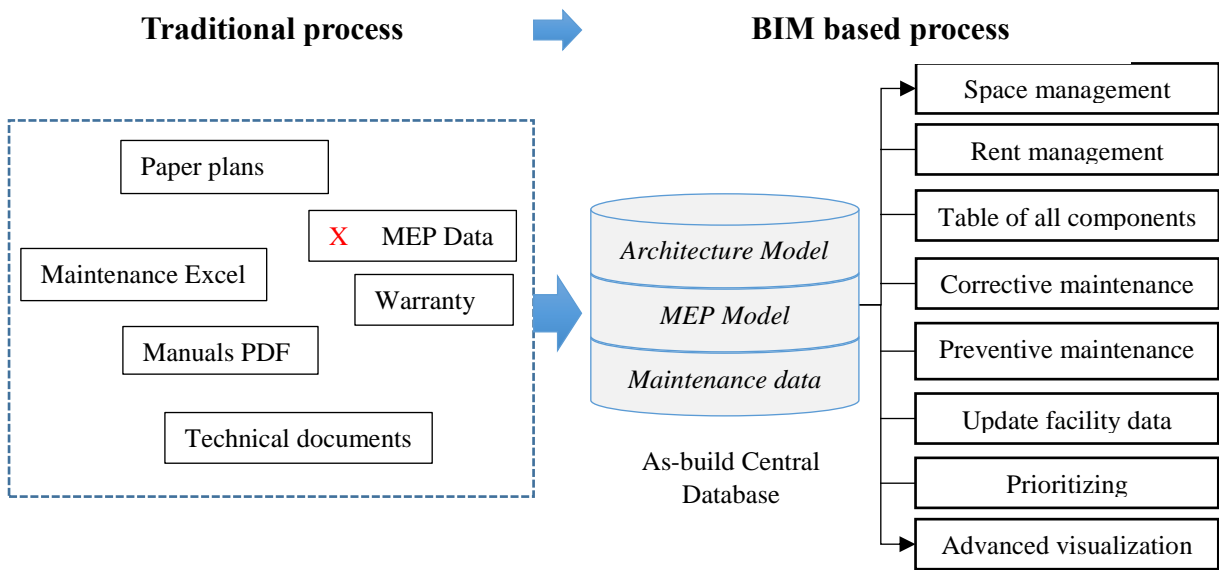 Traditional process
BIM based process
Paper plans
X MEP Data
Maintenance Excel
Warranty
Manuals PDF
Technical documents
Architecture Model
MEP Model
Maintenance data
As-build Central
Database
Space management
Rent management
Table of all components
Corrective maintenance
Preventive maintenance
Update facility data
Prioritizing
Advanced visualization